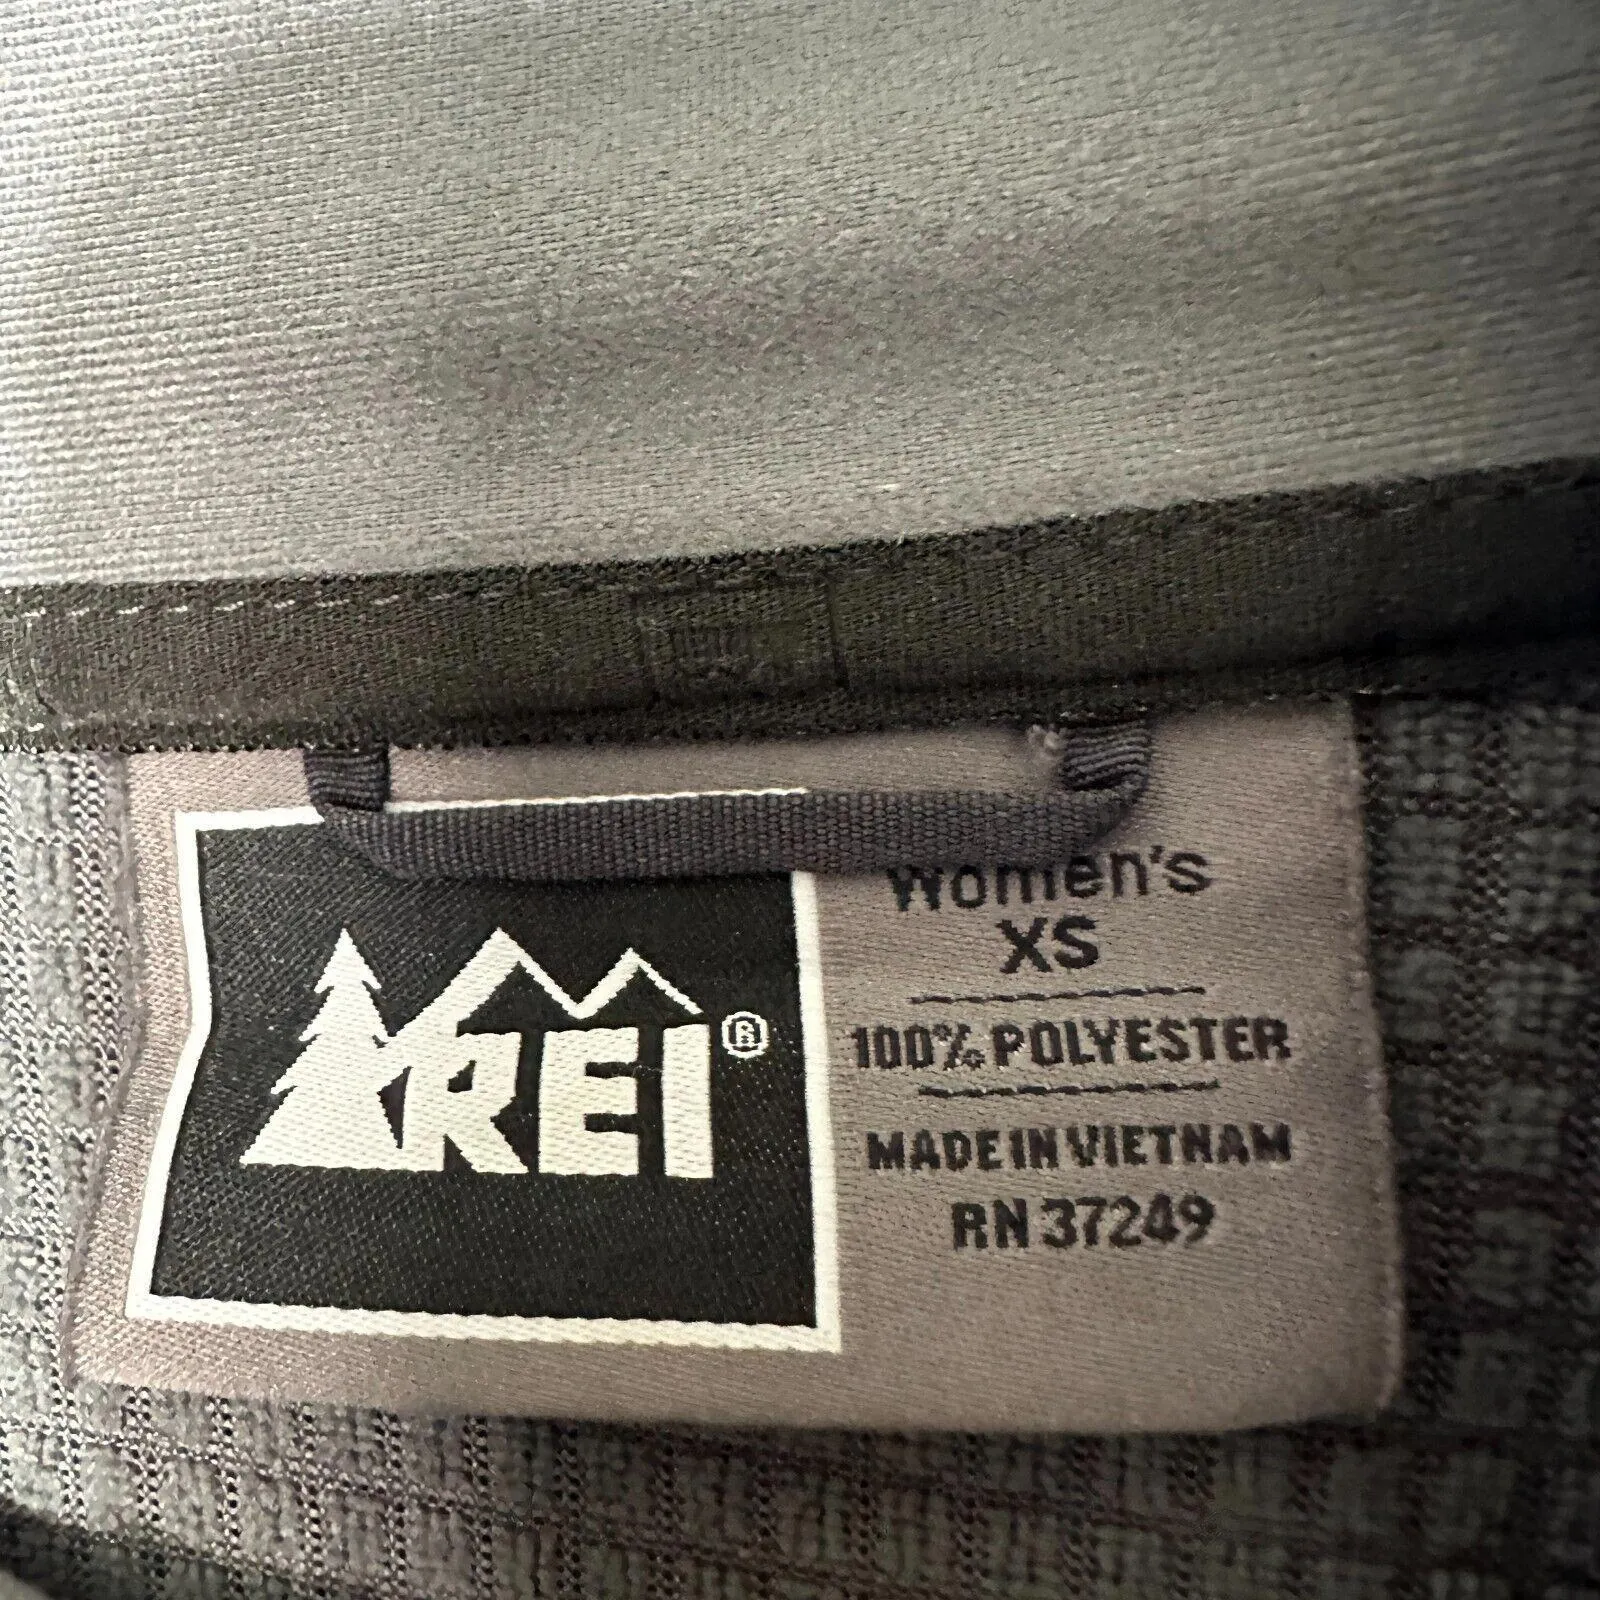 REI®
Women's
XS
100% POLYESTER
MADE IN VIETNAM
RN 37249